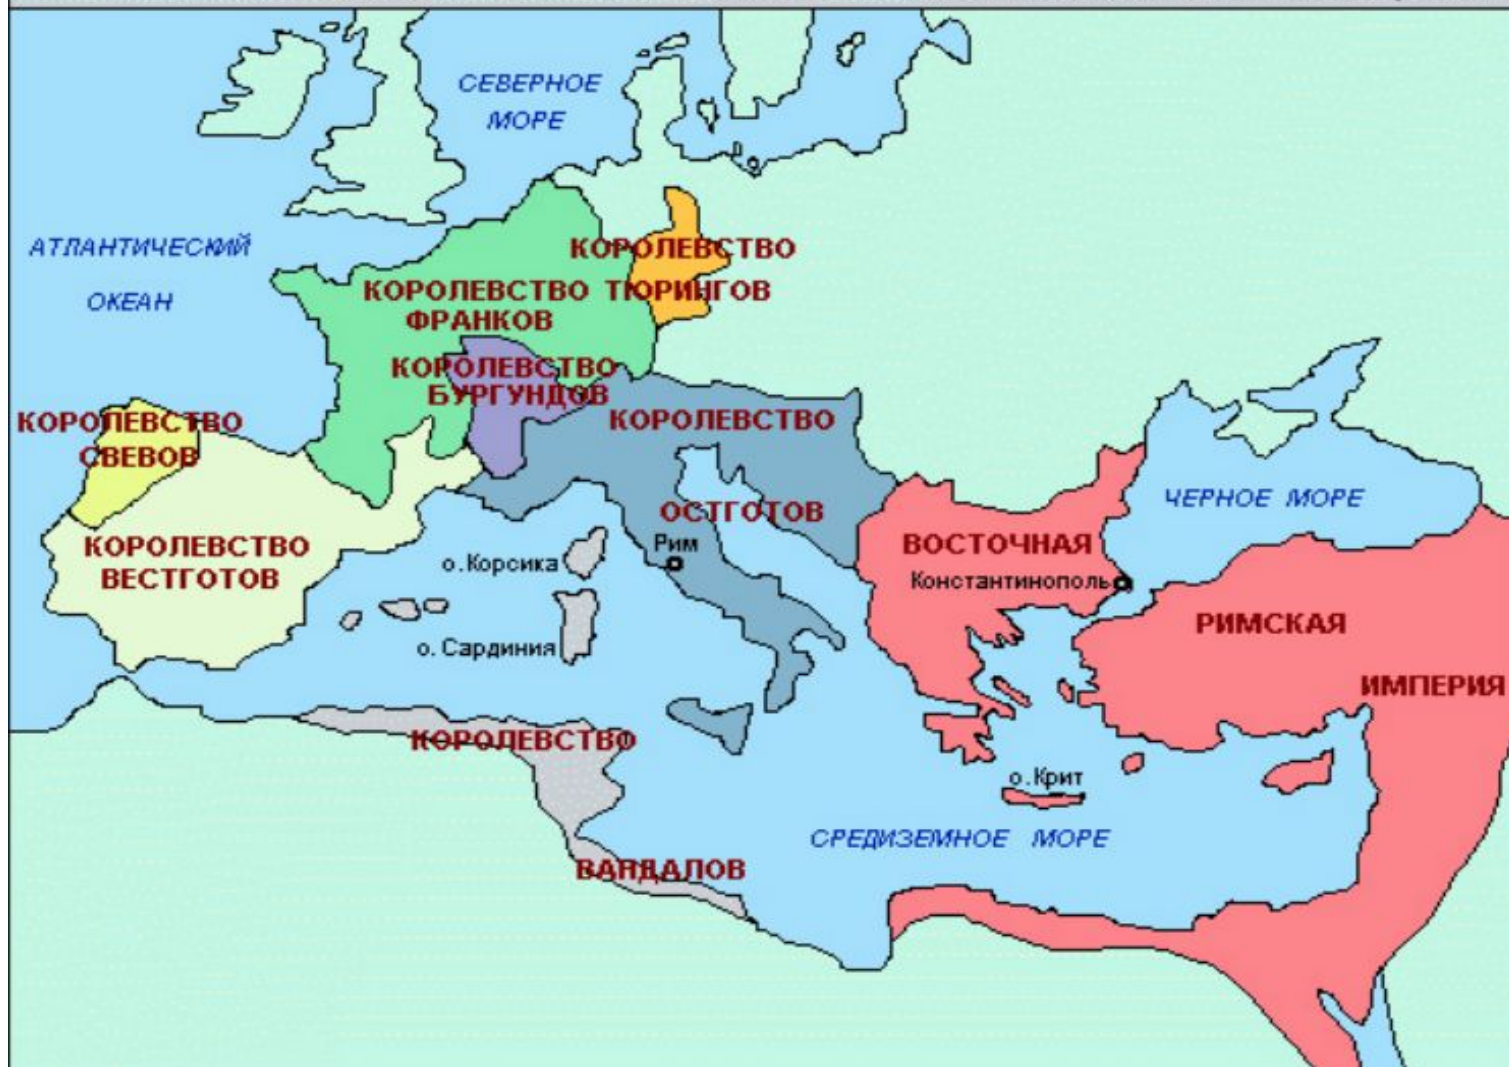 СЕВЕРНОЕ
МОРЕ
АТЛАНТИЧЕСКИЙ
ОКЕАН
КОРОЛЕВСТВО
ТЮРИНГОВ
КОРОЛЕВСТВО
ФРАНКОВ
КОРОЛЕВСТВО
БУРГУНДОВ
КОРОЛЕВСТВО
СВЕВОВ
КОРОЛЕВСТВО
ОСТГОТОВ
ЧЕРНОЕ МОРЕ
КОРОЛЕВСТВО
ВЕСТГОТОВ
о.Корсика
Рим
ВОСТОЧНАЯ
Константинополь
РИМСКАЯ
ИМПЕРИЯ
о. Сардиния
КОРОЛЕВСТВО
ВАНДАЛОВ
о.Крит
СРЕДИЗЕМНОЕ МОРЕ